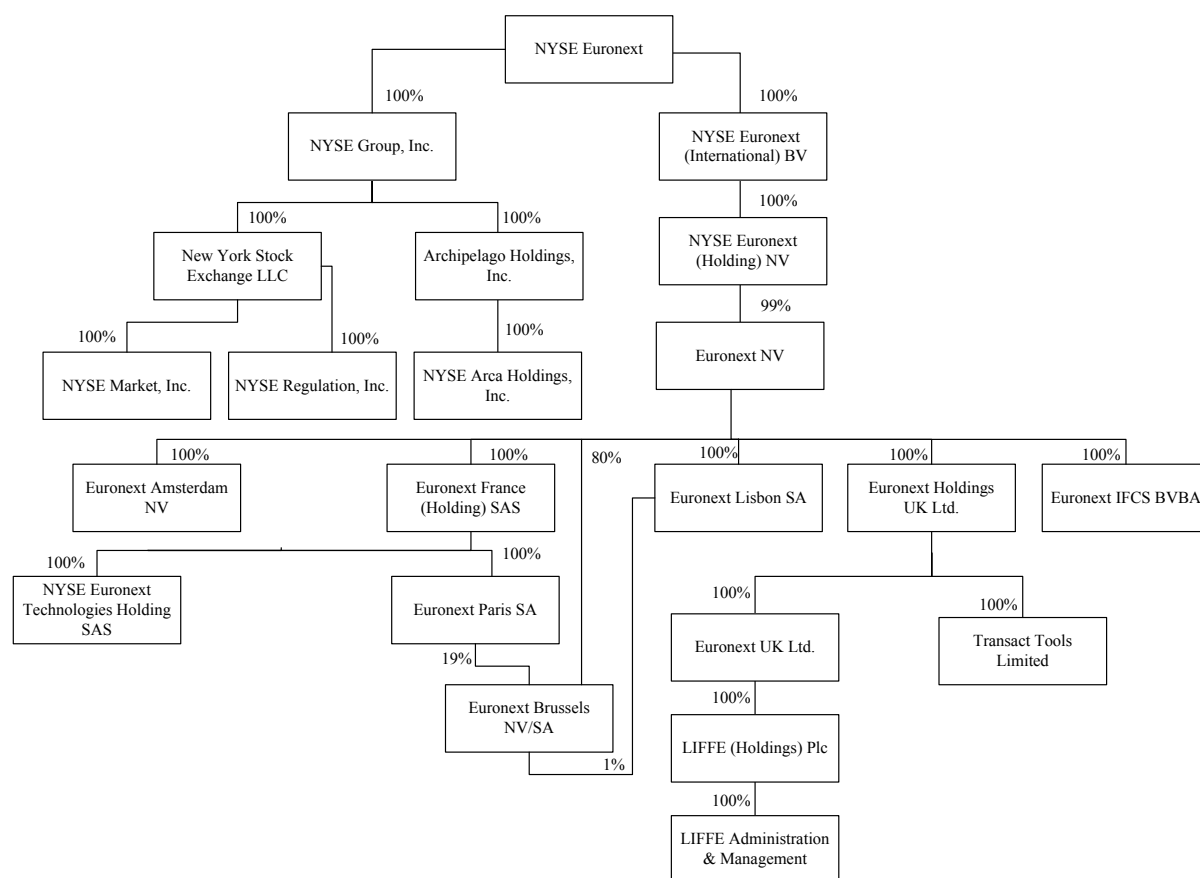 NYSE Euronext
100%
100%
NYSE Group, Inc.
NYSE Euronext
(International) BV
100%
100%
100%
New York Stock
Exchange LLC
Archipelago Holdings,
Inc.
NYSE Euronext
(Holding) NV
99%
100%
100%
100%
NYSE Market, Inc.
NYSE Regulation, Inc.
NYSE Arca Holdings,
Inc.
Euronext NV
100%
100%
80%
100%
100%
100%
Euronext Amsterdam
NV
Euronext France
(Holding) SAS
Euronext Lisbon SA
Euronext Holdings
UK Ltd.
Euronext IFCS BVBA
100%
100%
NYSE Euronext
Technologies Holding
SAS
Euronext Paris SA
100%
100%
Euronext UK Ltd.
Transact Tools
Limited
19%
Euronext Brussels
NV/SA
1%
100%
LIFFE (Holdings) Plc
100%
LIFFE Administration
& Management